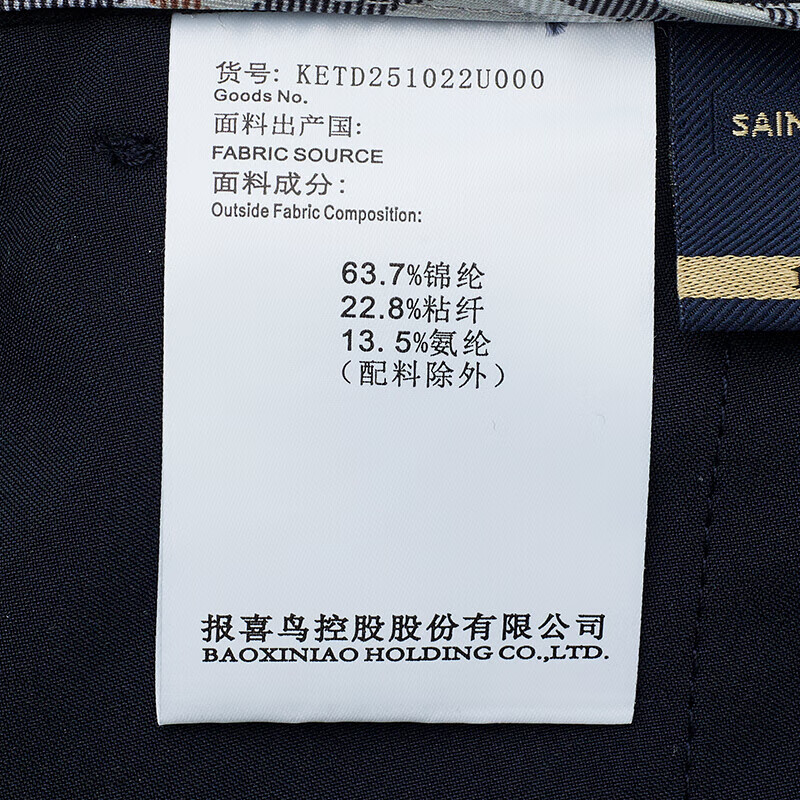 货号: KETD251022U000
Goods No.
面料出产国:
FABRIC SOURCE
面料成分:
Outside Fabric Composition:
63.7%锦纶
22.8%粘纤
13.5%氨纶
(配料除外)
报喜鸟控股股份有限公司
BAOXINIAO HOLDING CO.,LTD.